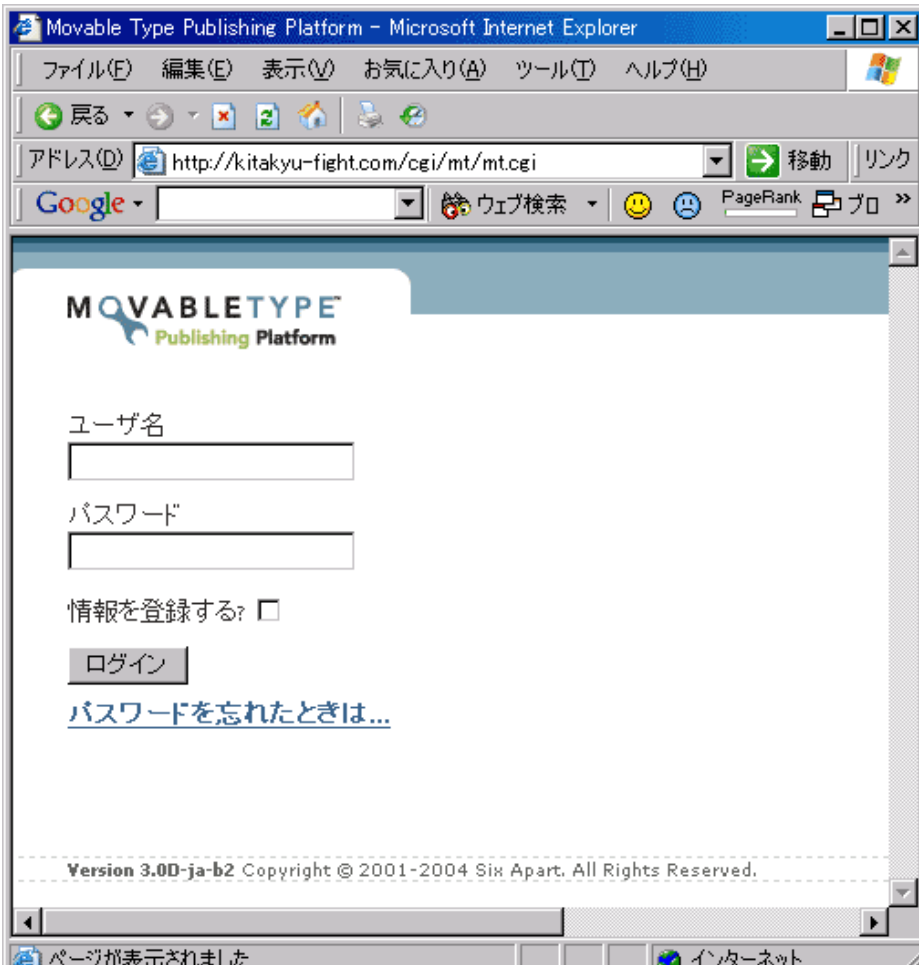 Movable Type Publishing Platform - Microsoft Internet Explorer
ファイル(F) 編集(E) 表示(V) お気に入り(A) ツール(T) ヘルプ(H)
戻る
アドレス(D) http://kitakyu-fight.com/cgi/mt/mt.cgi 移動 リンク
Google ウェブ検索 PageRank ブロ »
MOVABLETYPE™
Publishing Platform
ユーザ名
パスワード
情報を登録する?
ログイン
パスワードを忘れたときは...
Version 3.0D-ja-b2 Copyright © 2001-2004 Six Apart. All Rights Reserved.
ページが表示されました インターネット